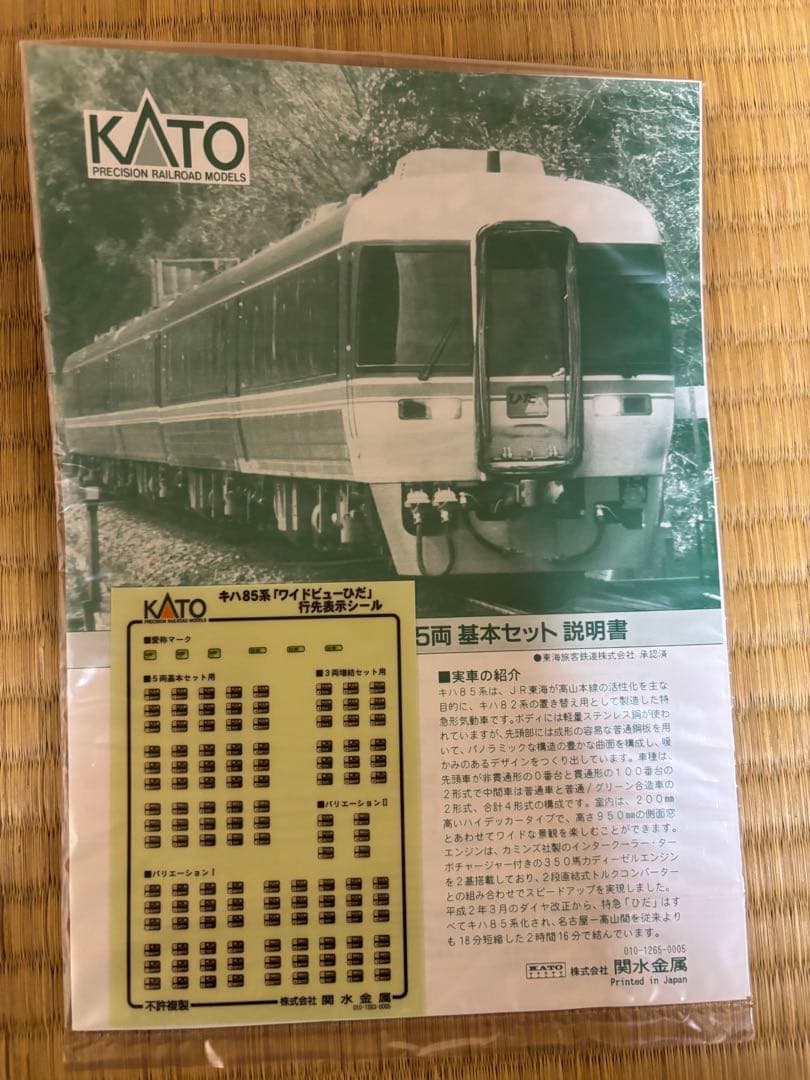 KATO
PRECISION RAILROAD MODELS
ひだ
5両 基本セット 説明書
●東海旅客鉄道株式会社 承認済
■実車の紹介
キハ85系は、JR東海が高山本線の活性化を主な
目的に、キハ82系の置き替え用として製造した特
急形気動車です。ボディには軽量ステンレス鋼が使わ
れていますが、先頭部には成形の容易な普通鋼板を用
いて、パノラミックな構造の豊かな曲面を構成し、暖
かみのあるデザインをつくり出しています。車種は、
先頭車が非貫通形の0番台と貫通形の100番台の
2形式で中間車は普通車と普通/グリーン合造車の
2形式、合計4形式の構成です。室内は、200㎜
高いハイデッカータイプで、高さ950㎜の側面窓
とあわせてワイドな景観を楽しむことができます。
エンジンは、カミンズ社製のインタークーラー・ター
ボチャージャー付きの350馬力ディーゼルエンジン
を2基搭載しており、2段直結式トルクコンバーター
との組み合わせでスピードアップを実現しました。
平成2年3月のダイヤ改正から、特急「ひだ」はす
べてキハ85系化され、名古屋ー高山間を従来より
も18分短縮した2時間16分で結んでいます。
010-1265-0005
KATO 株式会社 関水金属
Printed in Japan
KATO
PRECISION RAILROAD MODELS
キハ85系「ワイドビューひだ」
行先表示シール
■愛称マーク
■5両基本セット用
■3両増結セット用
■バリエーションⅡ
■バリエーションⅠ
不許複製
株式会社 関水金属